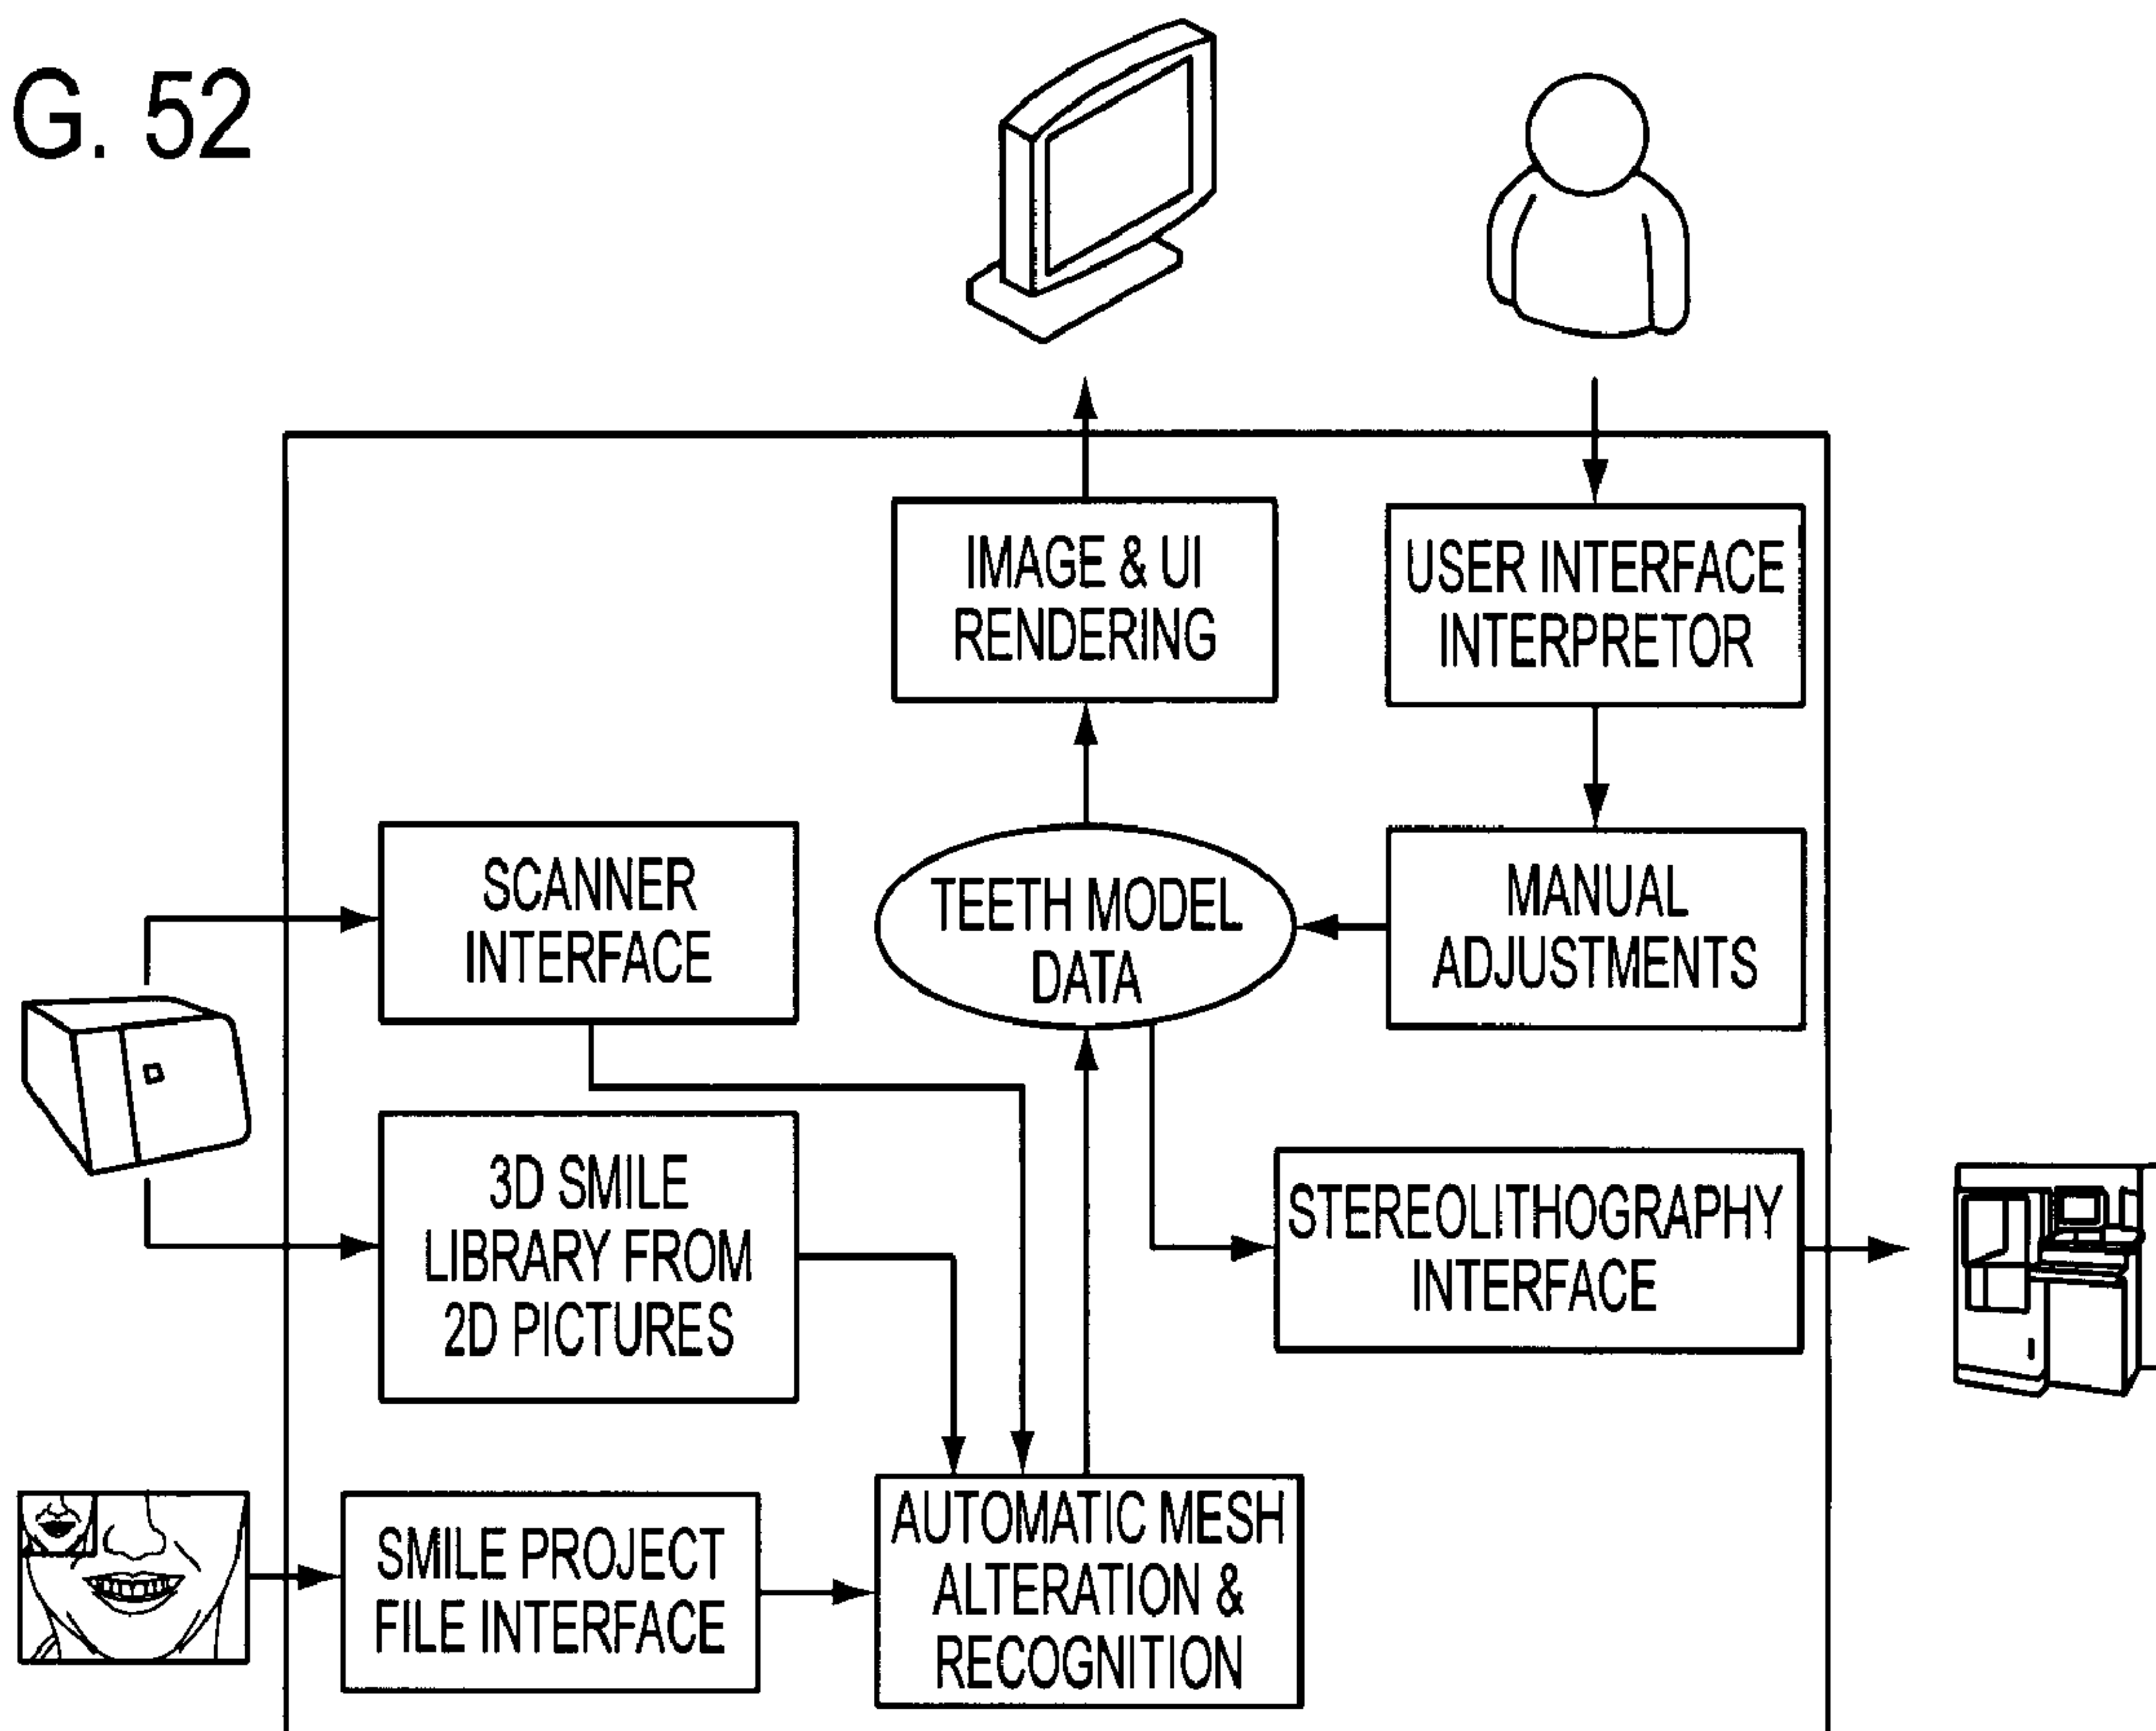 G. 52
IMAGE & UI
RENDERING
USER INTERFACE
INTERPRETOR
SCANNER
INTERFACE
TEETH MODEL
DATA
MANUAL
ADJUSTMENTS
3D SMILE
LIBRARY FROM
2D PICTURES
STEREOLITHOGRAPHY
INTERFACE
SMILE PROJECT
FILE INTERFACE
AUTOMATIC MESH
ALTERATION &
RECOGNITION